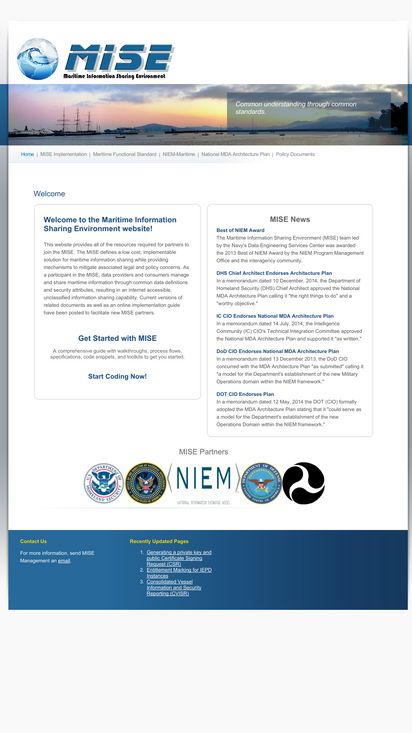 MISE
Maritime Information Sharing Environment
Common understanding through common
standards.
Home | MISE Implementation | Maritime Functional Standard | NIEM-Maritime | National MDA Architecture Plan | Policy Documents
Welcome
Welcome to the Maritime Information
Sharing Environment website!
This website provides all of the resources required for partners to
join the MISE. The MISE defines a low cost, implementable
solution for maritime information sharing while providing
mechanisms to mitigate associated legal and policy concerns. As
a participant in the MISE, data providers and consumers manage
and share maritime information through common data definitions
and security attributes, resulting in an internet accessible,
unclassified information sharing capability. Current versions of
related documents as well as an online implementation guide
have been posted to facilitate new MISE partners.
Get Started with MISE
A comprehensive guide with walkthroughs, process flows,
specifications, code snippets, and toolkits to get you started.
Start Coding Now!
MISE News
Best of NIEM Award
The Maritime Information Sharing Environment (MISE) team led
by the Navy's Data Engineering Services Center was awarded
the 2013 Best of NIEM Award by the NIEM Program Management
Office and the interagency community.
DHS Chief Architect Endorses Architecture Plan
In a memorandum dated 10 December, 2014, the Department of
Homeland Security (DHS) Chief Architect approved the National
MDA Architecture Plan calling it "the right things to do" and a
"worthy objective."
IC CIO Endorses National MDA Architecture Plan
In a memorandum dated 14 July, 2014, the Intelligence
Community (IC) CIO's Technical Integration Committee approved
the National MDA Architecture Plan and supported it "as written."
DoD CIO Endorses National MDA Architecture Plan
In a memorandum dated 13 December 2013, the DoD CIO
concurred with the MDA Architecture Plan "as submitted" calling it
"a model for the Department's establishment of the new Military
Operations domain within the NIEM framework."
DOT CIO Endorses Plan
In a memorandum dated 12 May, 2014 the DOT (CIO) formally
adopted the MDA Architecture Plan stating that it "could serve as
a model for the Department's establishment of the new
Operations Domain within the NIEM framework."
MISE Partners
NIEM
NATIONAL INFORMATION EXCHANGE MODEL
Contact Us
For more information, send MISE
Management an email.
Recently Updated Pages
1. Generating a private key and
public Certificate Signing
Request (CSR)
2. Entitlement Marking for IEPD
Instances
3. Consolidated Vessel
Information and Security
Reporting (CVISR)